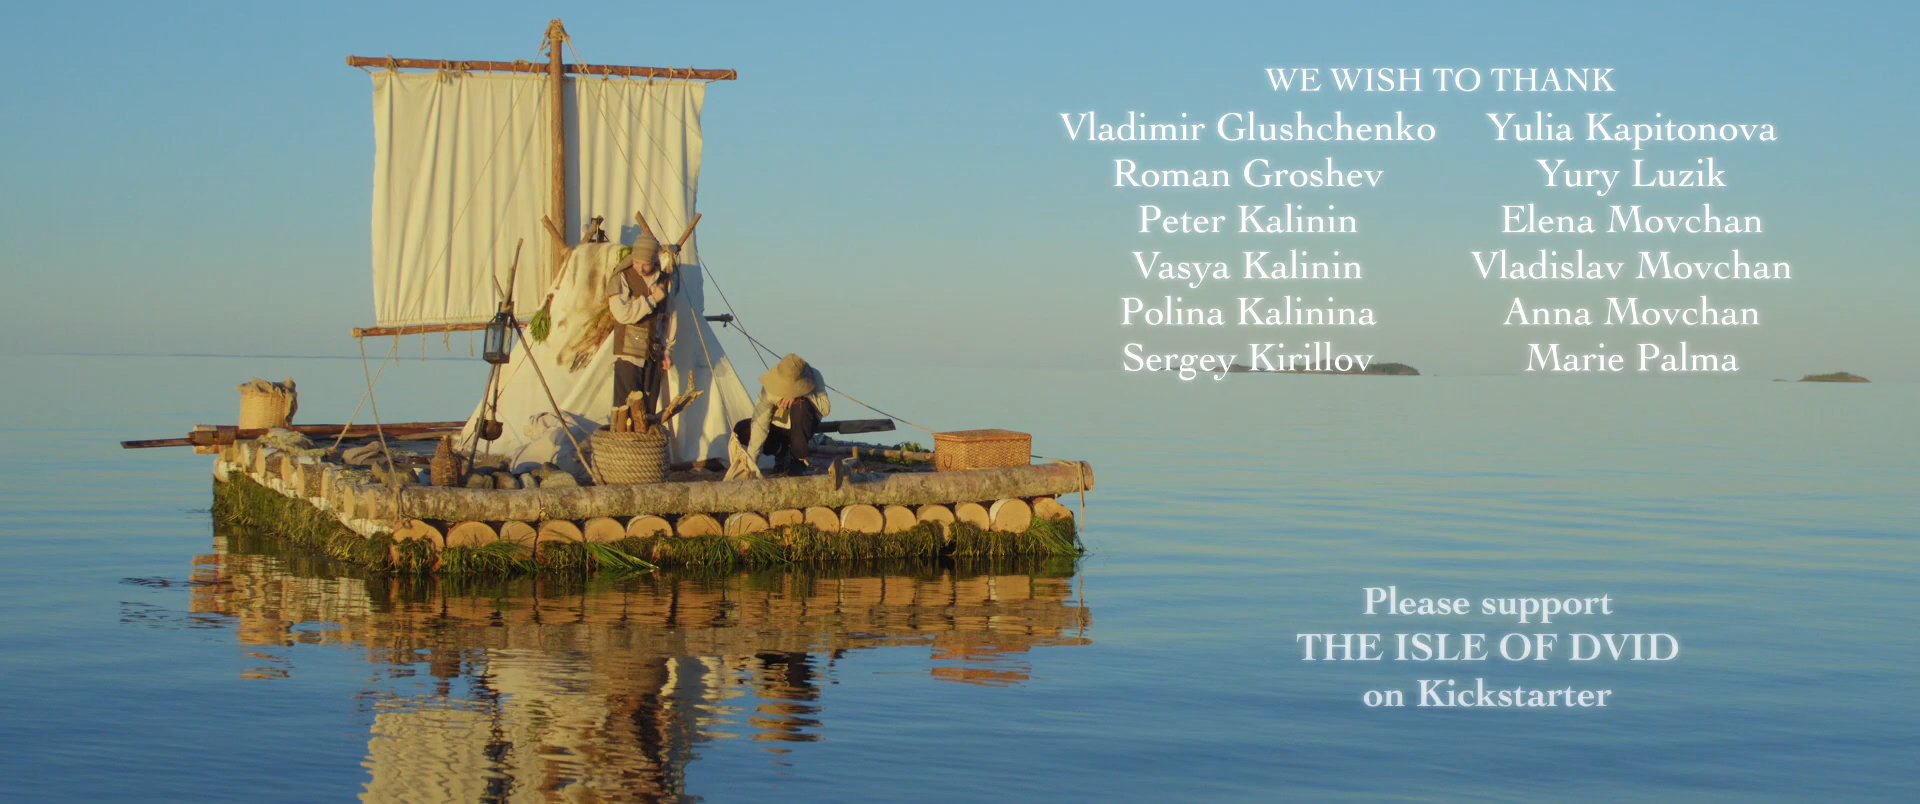 WE WISH TO THANK
Vladimir Glushchenko
Roman Groshev
Peter Kalinin
Vasya Kalinin
Polina Kalinina
Sergey Kirillov
Yulia Kapitonova
Yury Luzik
Elena Movchan
Vladislav Movchan
Anna Movchan
Marie Palma
Please support
THE ISLE OF DVID
on Kickstarter